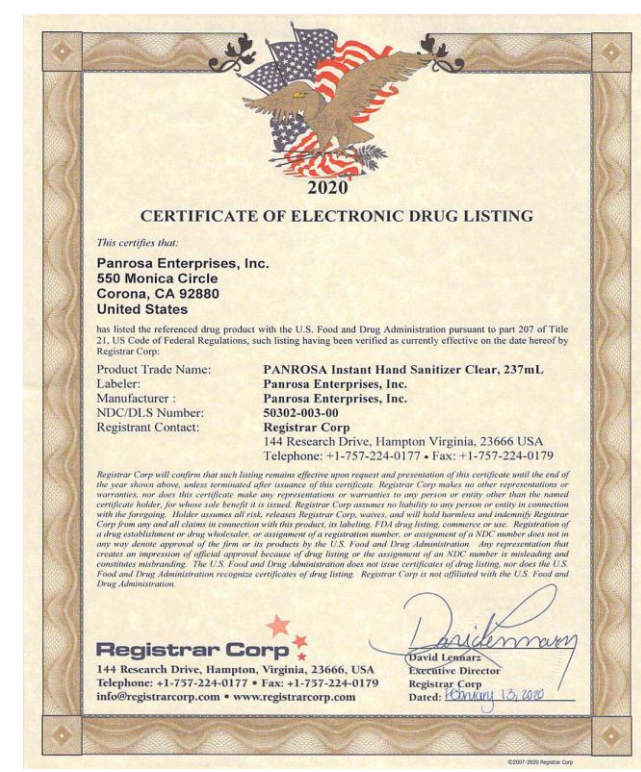 2020
CERTIFICATE OF ELECTRONIC DRUG LISTING
This certifies that:
Panrosa Enterprises, Inc.
550 Monica Circle
Corona, CA 92880
United States
has listed the referenced drug product with the U.S. Food and Drug Administration pursuant to part 207 of Title
21, US Code of Federal Regulations, such listing having been verified as currently effective on the date hereof by
Registrar Corp:
Product Trade Name: PANROSA Instant Hand Sanitizer Clear, 237mL
Labeler: Panrosa Enterprises, Inc.
Manufacturer : Panrosa Enterprises, Inc.
NDC/DLS Number: 50302-003-00
Registrant Contact: Registrar Corp
144 Research Drive, Hampton Virginia, 23666 USA
Telephone: +1-757-224-0177 • Fax: +1-757-224-0179
Registrar Corp will confirm that such listing remains effective upon request and presentation of this certificate until the end of
the year shown above, unless terminated after issuance of this certificate. Registrar Corp makes no other representations or
warranties, nor does this certificate make any representations or warranties to any person or entity other than the named
certificate holder, for whose sole benefit it is issued. Registrar Corp assumes no liability to any person or entity in connection
with the foregoing. Holder assumes all risk, releases Registrar Corp, waives, and will hold harmless and indemnify Registrar
Corp from any and all claims in connection with this product, its labeling, FDA drug listing, commerce or use. Registration of
a drug establishment or drug wholesaler, or assignment of a registration number, or assignment of a NDC number does not in
any way denote approval of the firm or its products by the U.S. Food and Drug Administration. Any representation that
creates an impression of official approval because of drug listing or the assignment of an NDC number is misleading and
constitutes misbranding. The U.S. Food and Drug Administration does not issue certificates of drug listing, nor does the U.S.
Food and Drug Administration recognize certificates of drug listing. Registrar Corp is not affiliated with the U.S. Food and
Drug Administration.
Registrar Corp
144 Research Drive, Hampton, Virginia, 23666, USA
Telephone: +1-757-224-0177 • Fax: +1-757-224-0179
info@registrarcorp.com • www.registrarcorp.com
David Lennarz
David Lennarz
Executive Director
Registrar Corp
Dated: February 13, 2020
©2007-2020 Registrar Corp